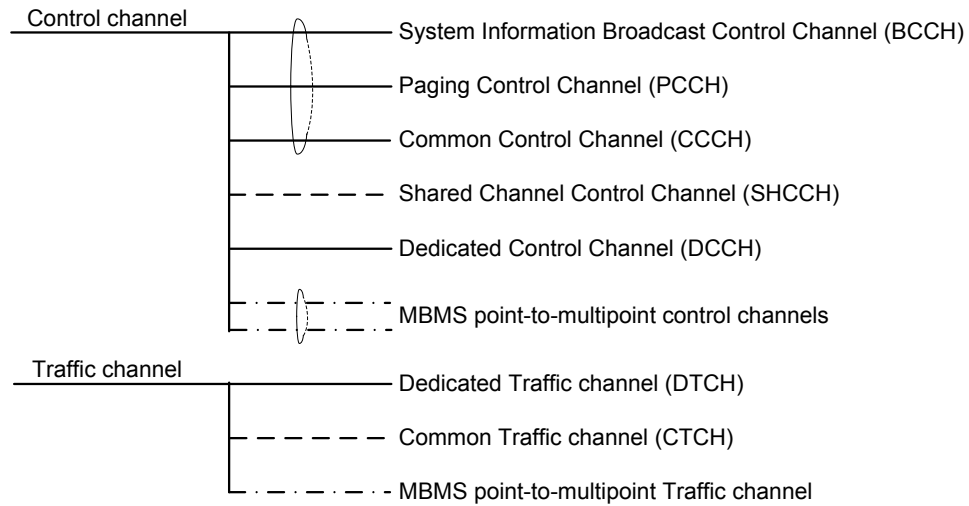 Control channel
System Information Broadcast Control Channel (BCCH)
Paging Control Channel (PCCH)
Common Control Channel (CCCH)
Shared Channel Control Channel (SHCCH)
Dedicated Control Channel (DCCH)
MBMS point-to-multipoint control channels
Traffic channel
Dedicated Traffic channel (DTCH)
Common Traffic channel (CTCH)
MBMS point-to-multipoint Traffic channel